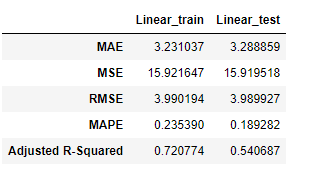 Linear_train Linear_test
MAE 3.231037 3.288859
MSE 15.921647 15.919518
RMSE 3.990194 3.989927
MAPE 0.235390 0.189282
Adjusted R-Squared 0.720774 0.540687